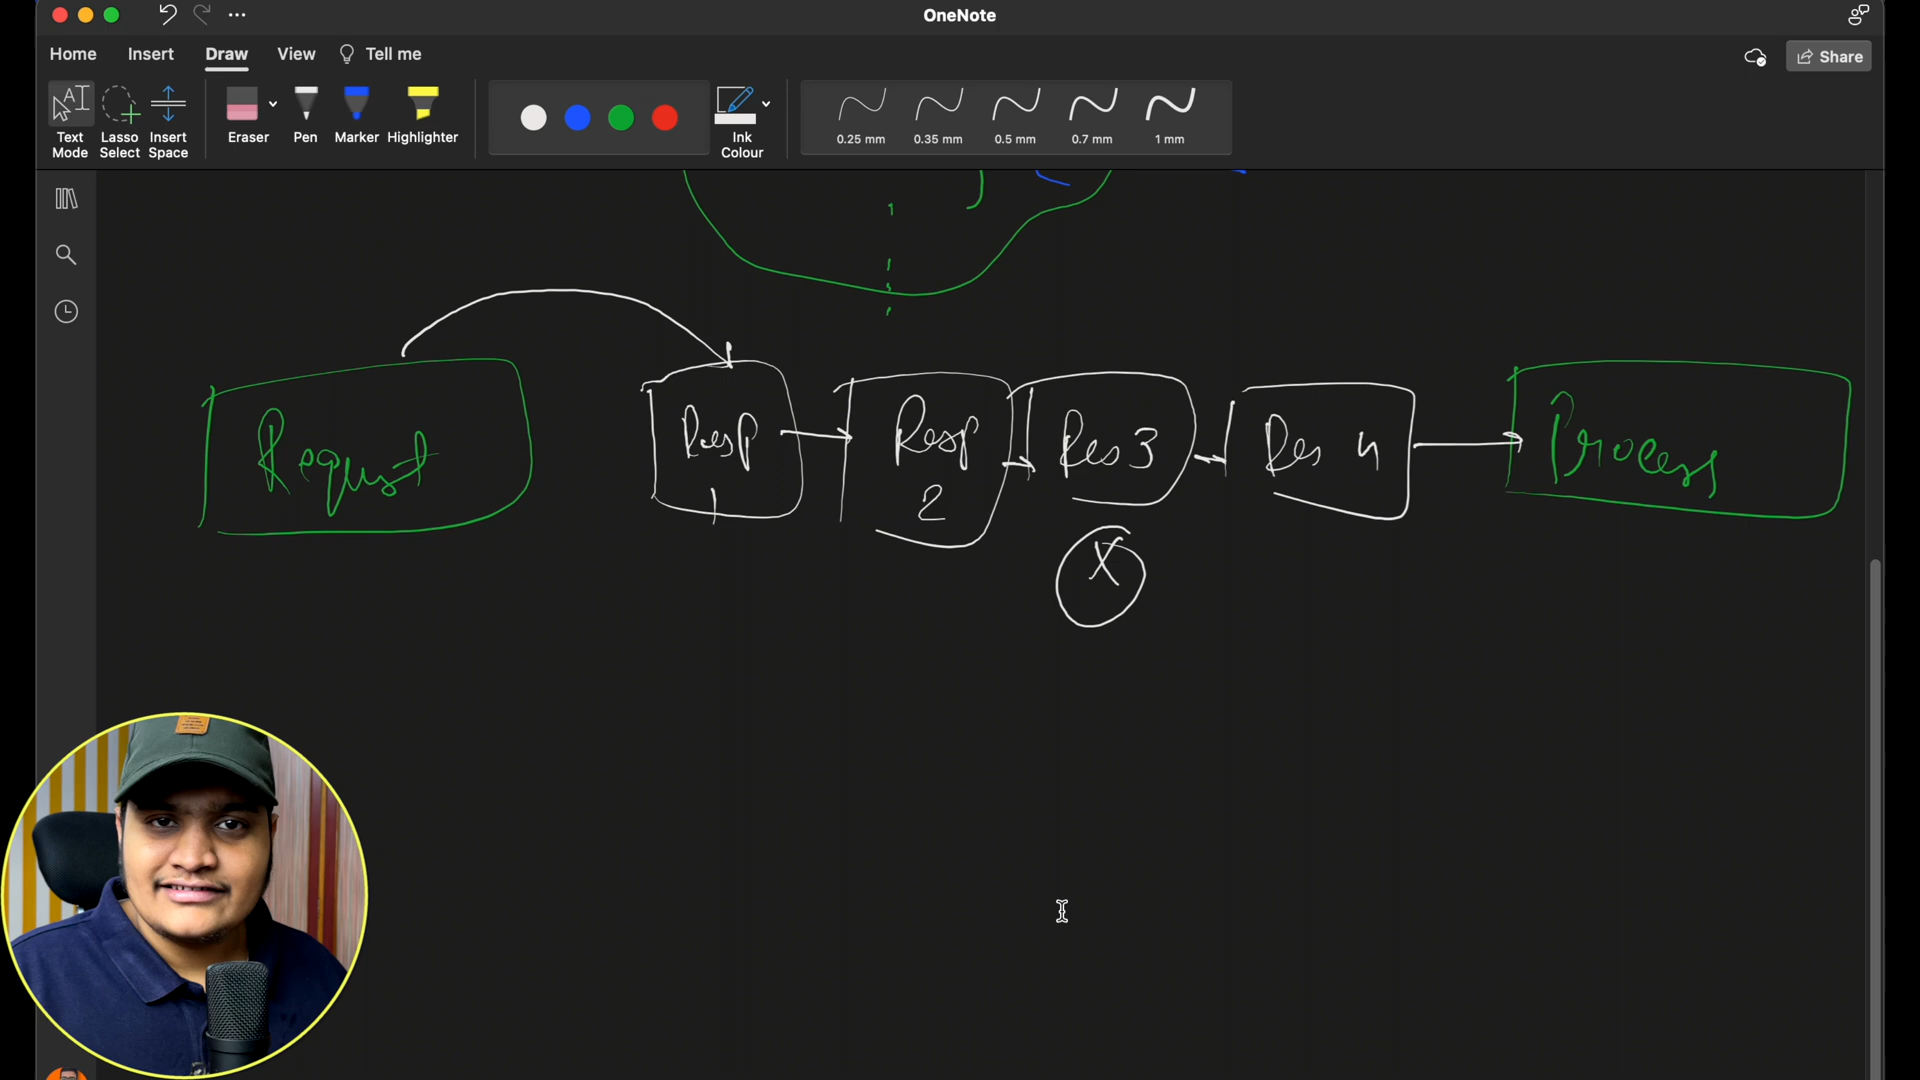 OneNote
Home Insert Draw View Tell me
Share
Text Mode
Lasso Select
Insert Space
Eraser
Pen
Marker
Highlighter
Ink Colour
0.25 mm
0.35 mm
0.5 mm
0.7 mm
1 mm
Request
Resp
1
Resp
2
Res 3
Res 4
Process
X